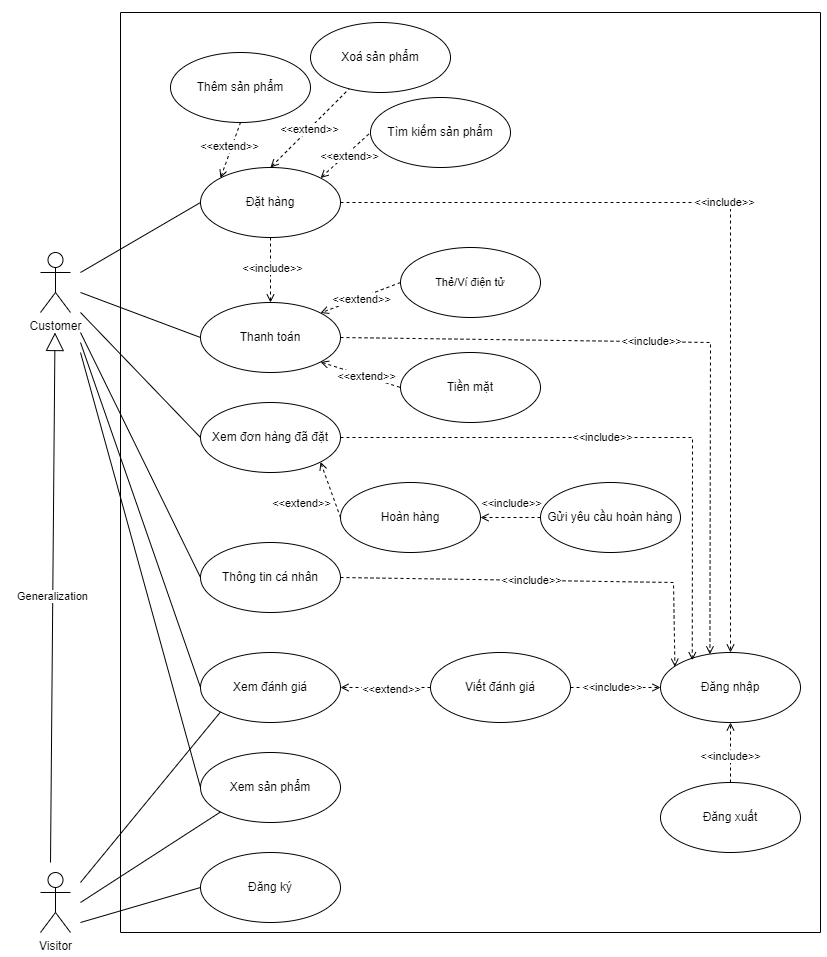 Xoá sản phẩm
Thêm sản phẩm
<<extend>>
Tìm kiếm sản phẩm
<<extend>>
<<extend>>
Đặt hàng
<<include>>
<<include>>
Thẻ/Ví điện tử
<<extend>>
Customer
Thanh toán
<<include>>
<<extend>>
Tiền mặt
Xem đơn hàng đã đặt
<<include>>
<<extend>>
<<include>>
Hoàn hàng
Gửi yêu cầu hoàn hàng
Thông tin cá nhân
<<include>>
Generalization
Xem đánh giá
<<extend>>
Viết đánh giá
<<include>>
Đăng nhập
<<include>>
Xem sản phẩm
Đăng xuất
Đăng ký
Visitor